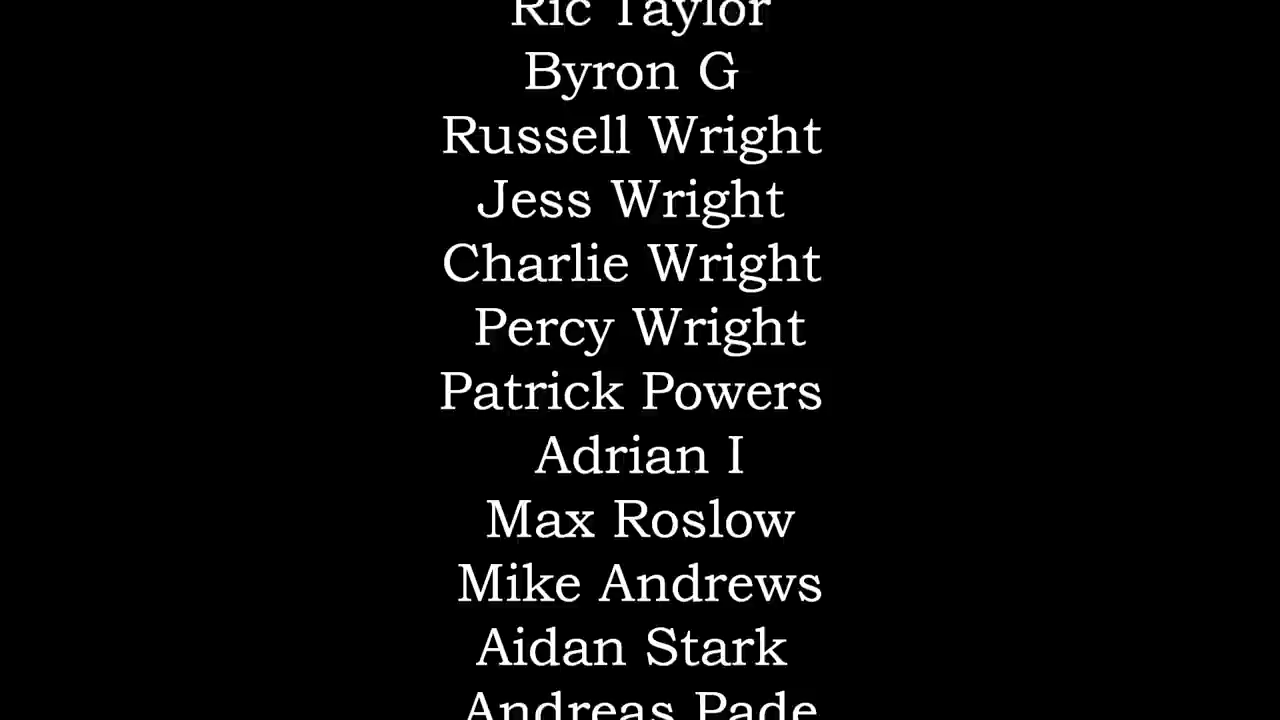 Ric Taylor
Byron G
Russell Wright
Jess Wright
Charlie Wright
Percy Wright
Patrick Powers
Adrian I
Max Roslow
Mike Andrews
Aidan Stark
Andreas Pade